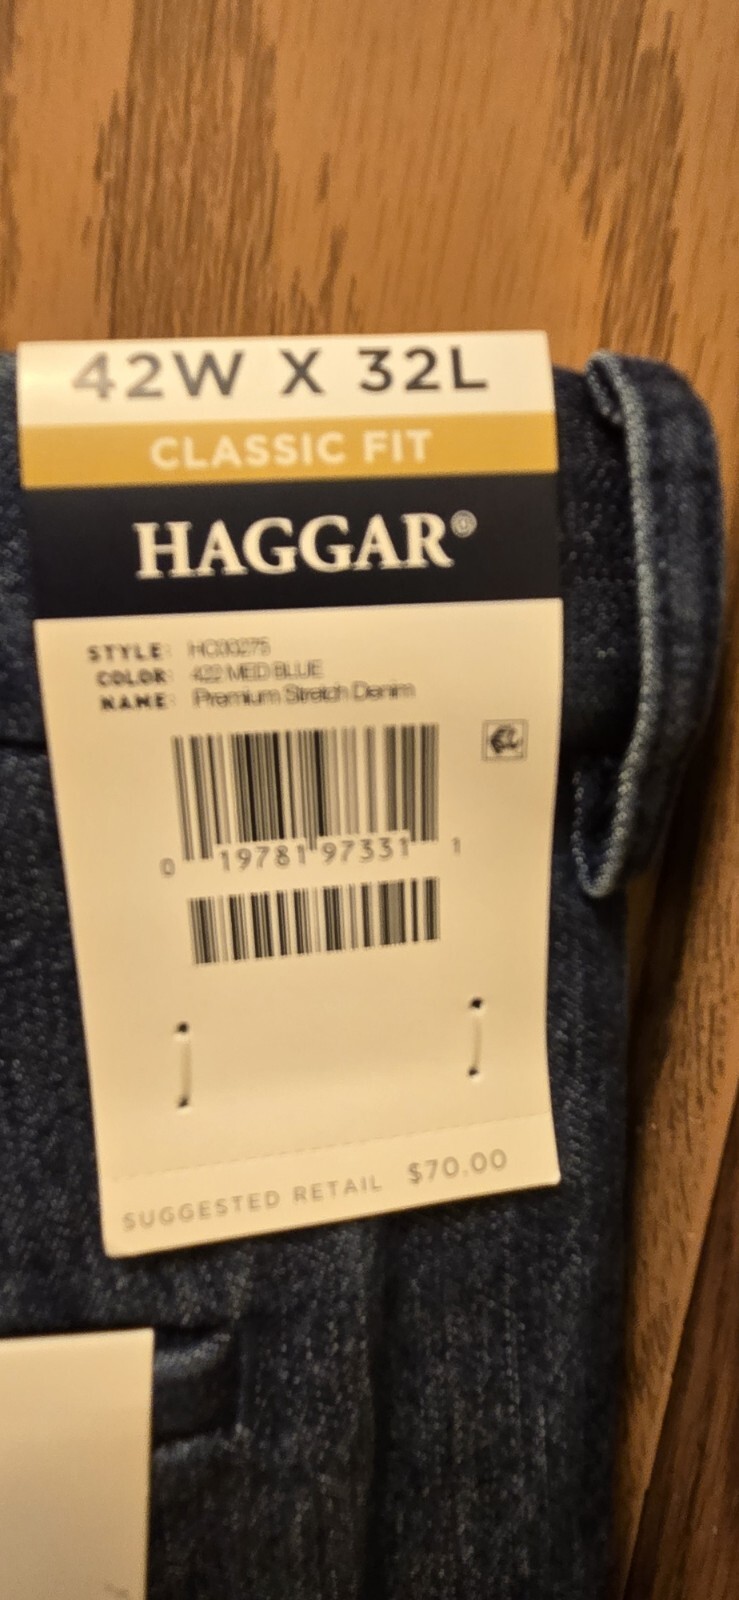 42W X 32L
CLASSIC FIT
HAGGAR®
STYLE: HC00275
COLOR: 422 MED BLUE
NAME: Premium Stretch Denim
0 19781 97331 1
SUGGESTED RETAIL $70.00